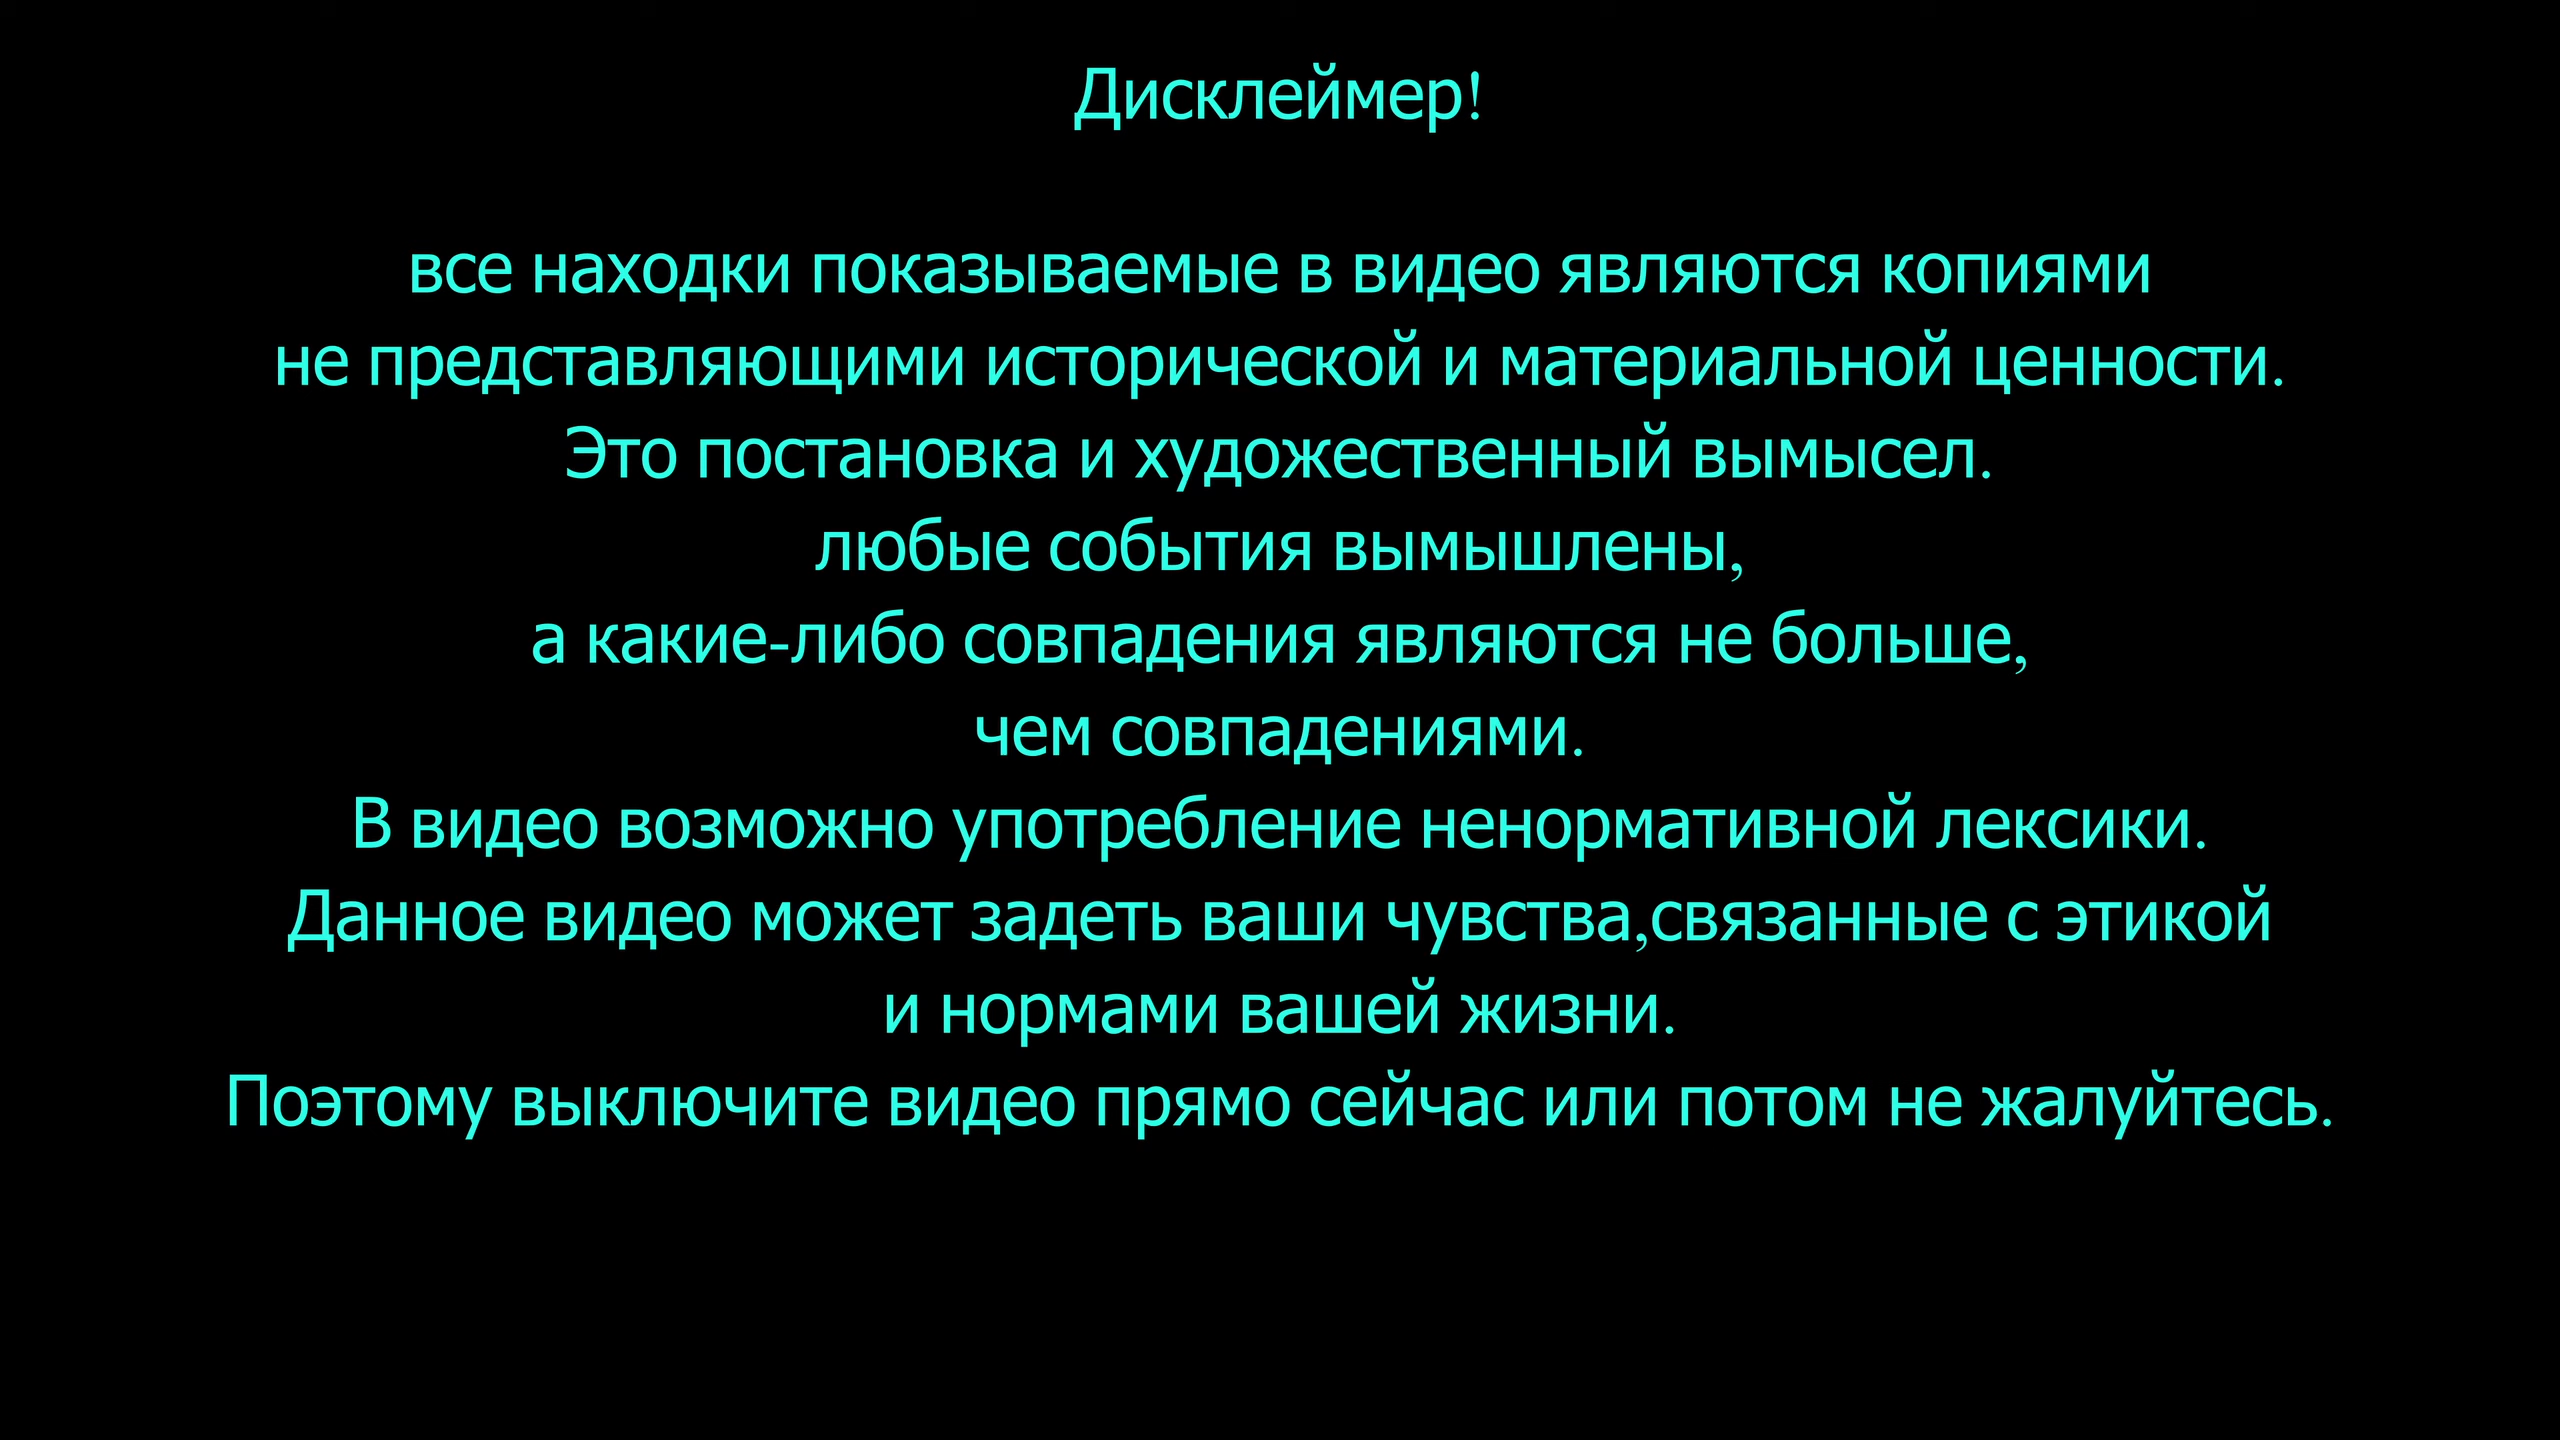 Дисклеймер!
все находки показываемые в видео являются копиями
не представляющими исторической и материальной ценности.
Это постановка и художественный вымысел.
любые события вымышлены,
а какие-либо совпадения являются не больше,
чем совпадениями.
В видео возможно употребление ненормативной лексики.
Данное видео может задеть ваши чувства,связанные с этикой
и нормами вашей жизни.
Поэтому выключите видео прямо сейчас или потом не жалуйтесь.